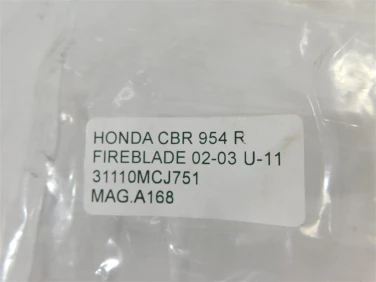 HONDA CBR 954 R
FIREBLADE 02-03 U-11
31110MCJ751
MAG.A168